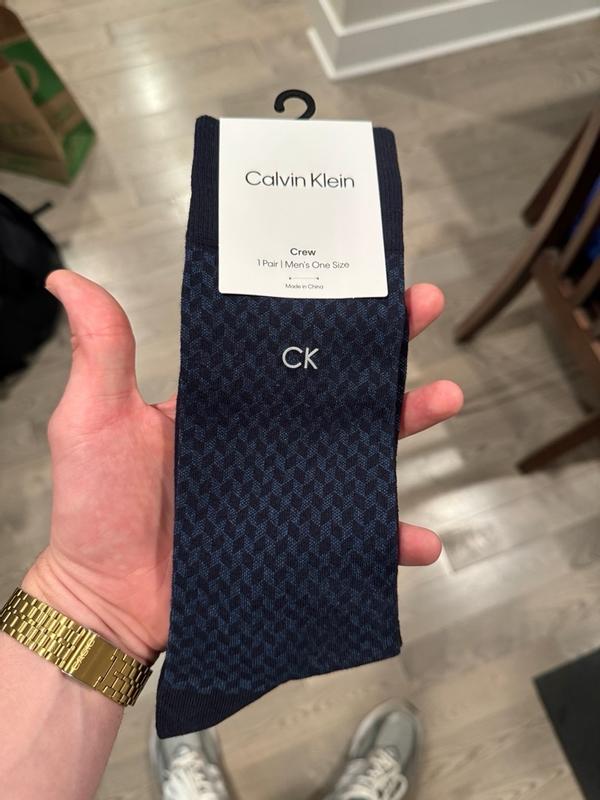 Calvin Klein
Crew
1 Pair | Men's One Size
Made in China
CK